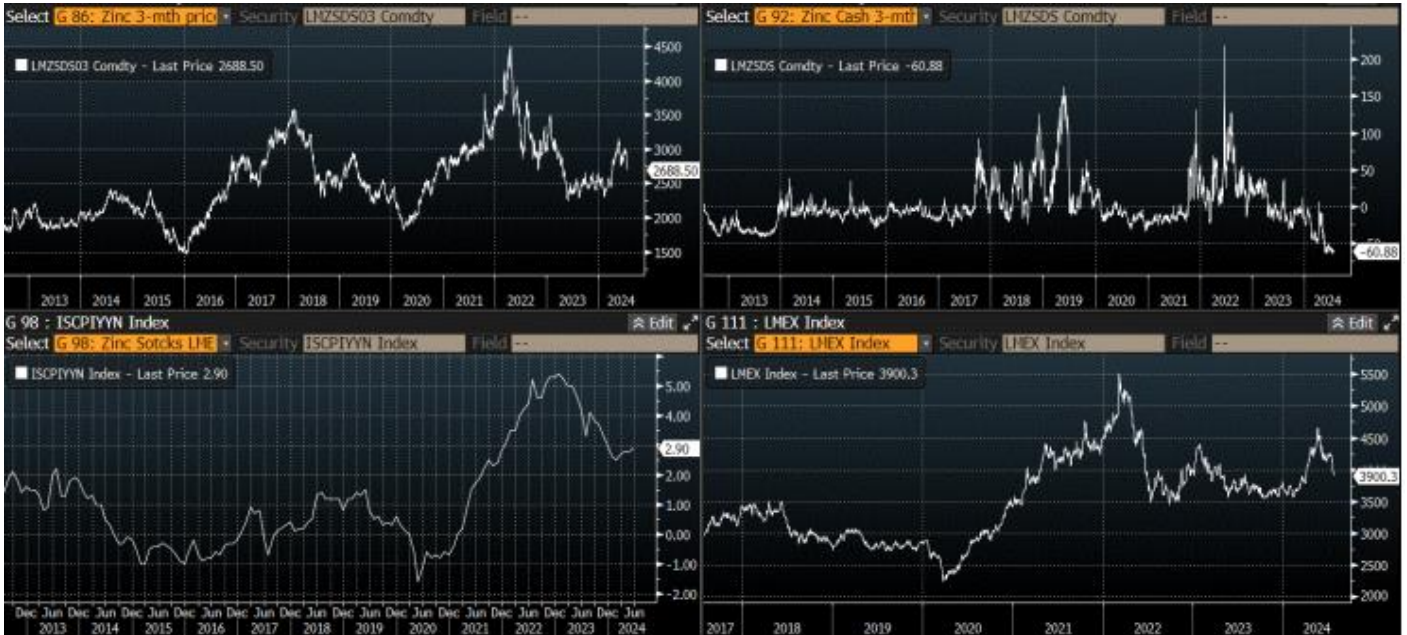 Select G 86: Zinc 3-mth price Security LMZSDS03 Comdty Field --
LMZSDS03 Comdty - Last Price 2688.50
4500
4000
3500
3000
2688.50
2500
2000
1500
2013 2014 2015 2016 2017 2018 2019 2020 2021 2022 2023 2024
Select G 92: Zinc Cash 3-mth Security LMZSDS Comdty Field --
LMZSDS Comdty - Last Price -60.88
200
150
100
50
0
-60.88
2013 2014 2015 2016 2017 2018 2019 2020 2021 2022 2023 2024
G 98 : ISCPIYYN Index Edit
Select G 98: Zinc Sotcks LME Security ISCPIYYN Index Field --
ISCPIYYN Index - Last Price 2.90
5.00
4.00
2.90
2.00
1.00
0.00
-1.00
-2.00
Dec Jun Dec Jun Dec Jun Dec Jun Dec Jun Dec Jun Dec Jun Dec Jun Dec Jun Dec Jun Dec Jun Dec Jun
2013 2014 2015 2016 2017 2018 2019 2020 2021 2022 2023 2024
G 111 : LMEX Index Edit
Select G 111: LMEX Index Security LMEX Index Field --
LMEX Index - Last Price 3900.3
5500
5000
4500
3900.3
3500
3000
2500
2000
2017 2018 2019 2020 2021 2022 2023 2024